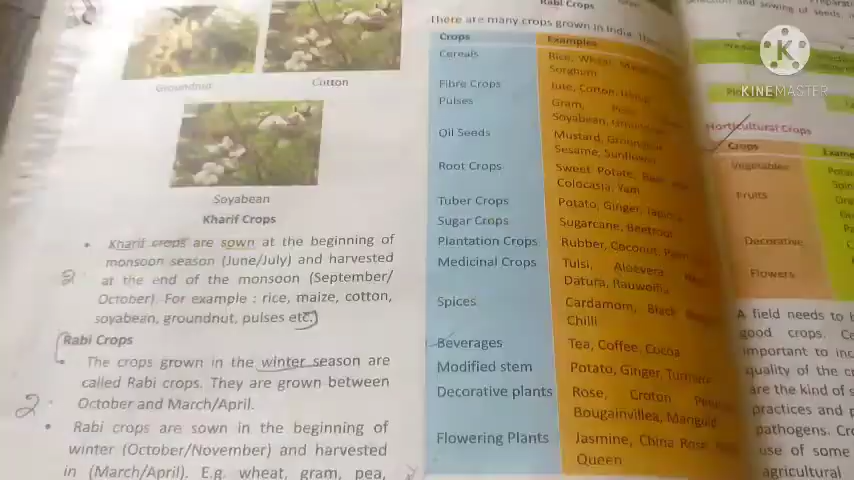 Groundnut
Cotton
Soyabean
Kharif Crops
Kharif crops are sown at the beginning of
monsoon season (June/July) and harvested
at the end of the monsoon (September/
October). For example : rice, maize, cotton,
soyabean, groundnut, pulses etc.
2
Rabi Crops
The crops grown in the winter season are
called Rabi crops. They are grown between
October and March/April.
2
Rabi crops are sown in the beginning of
winter (October/November) and harvested
in (March/April). E.g. wheat, gram, pea,
Rabi Crops
There are many crops grown in India.
Crops Examples
Cereals Rice, Wheat,
Sorghum
Fibre Crops Jute, Cotton,
Pulses Gram,
Soyabean,
Oil Seeds Mustard, Groundnut
Sesame, Sunflower
Root Crops Sweet Potato,
Colocasia, Yam
Tuber Crops Potato, Ginger,
Sugar Crops Sugarcane, Beetroot
Plantation Crops Rubber, Coconut,
Medicinal Crops Tulsi, Aloevera
Datura, Rauwolfia
Spices Cardamom, Black
Chilli
Beverages Tea, Coffee, Cocoa
Modified stem Potato, Ginger, Turmeric
Decorative plants Rose, Croton
Bougainvillea, Marigold
Flowering Plants Jasmine, China Rose,
Queen
and sowing of seeds,
KINEMASTER
Horticultural Crops
Crops
Vegetables
Fruits
Decorative
Flowers
A field needs to
good crops.
important to
quality of the
are the kind of
practices and
pathogens.
use of some
agricultural